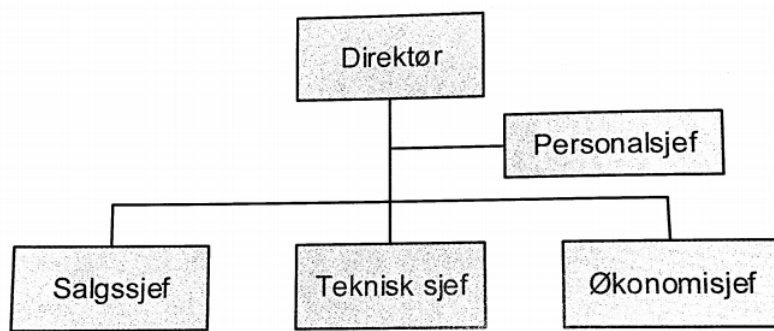 Direktør
Personalsjef
Salgssjef
Teknisk sjef
Økonomisjef